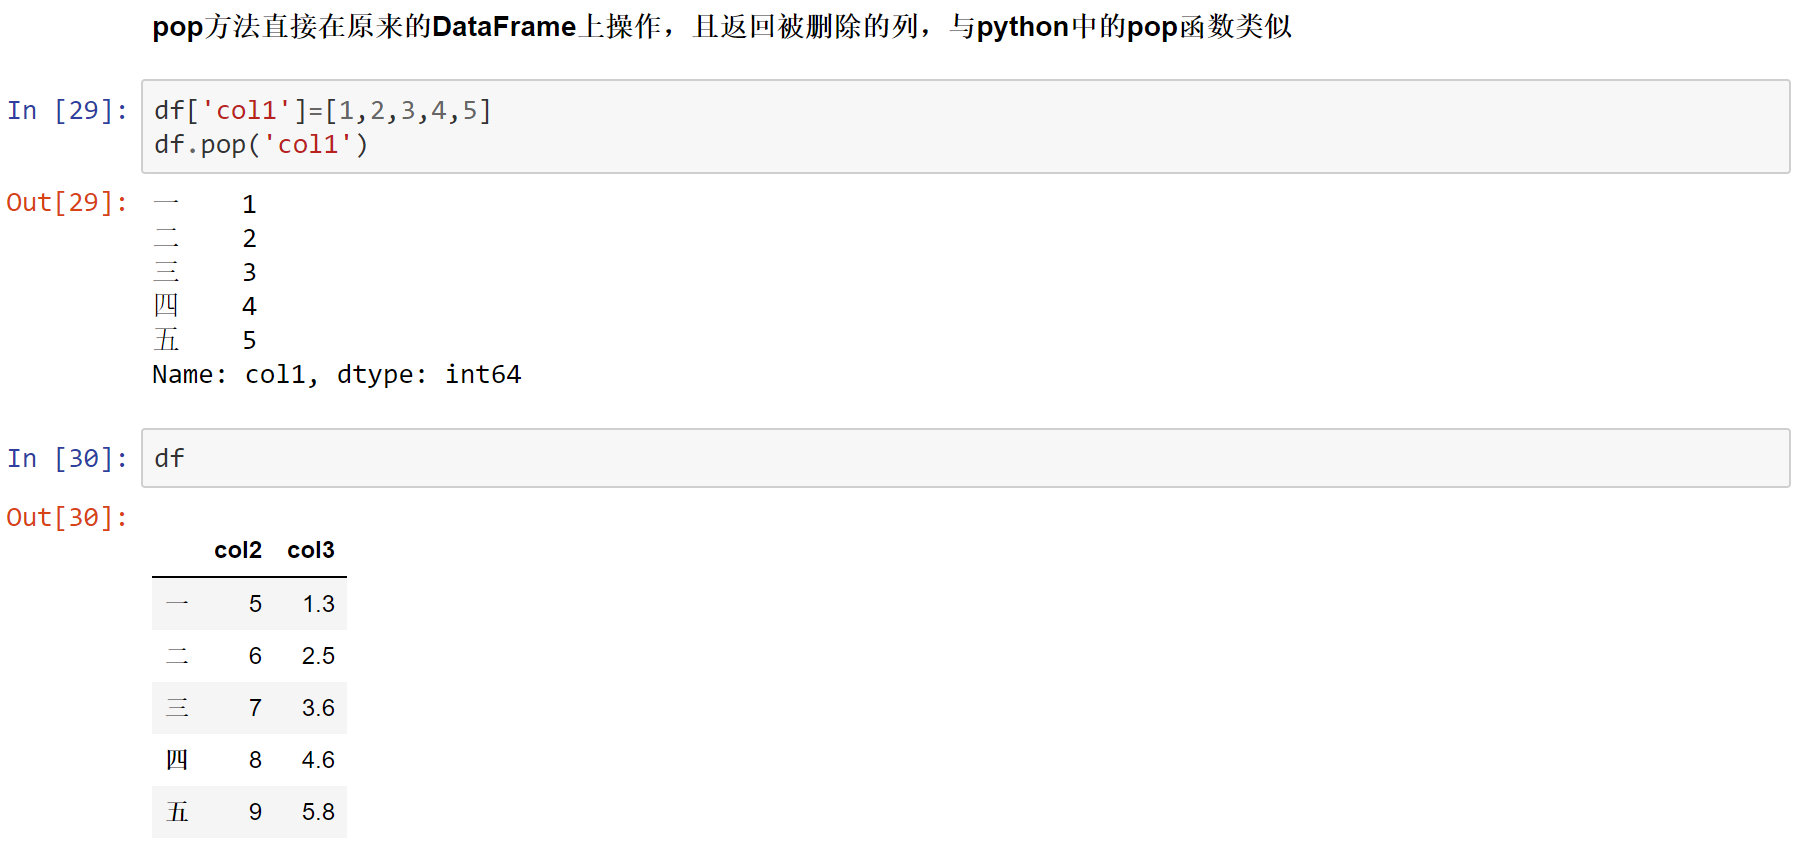 pop方法直接在原来的DataFrame上操作，且返回被删除的列，与python中的pop函数类似
In [29]: df['col1']=[1,2,3,4,5]
df.pop('col1')
Out[29]: 一 1
二 2
三 3
四 4
五 5
Name: col1, dtype: int64
In [30]: df
Out[30]:
col2 col3
一 5 1.3
二 6 2.5
三 7 3.6
四 8 4.6
五 9 5.8